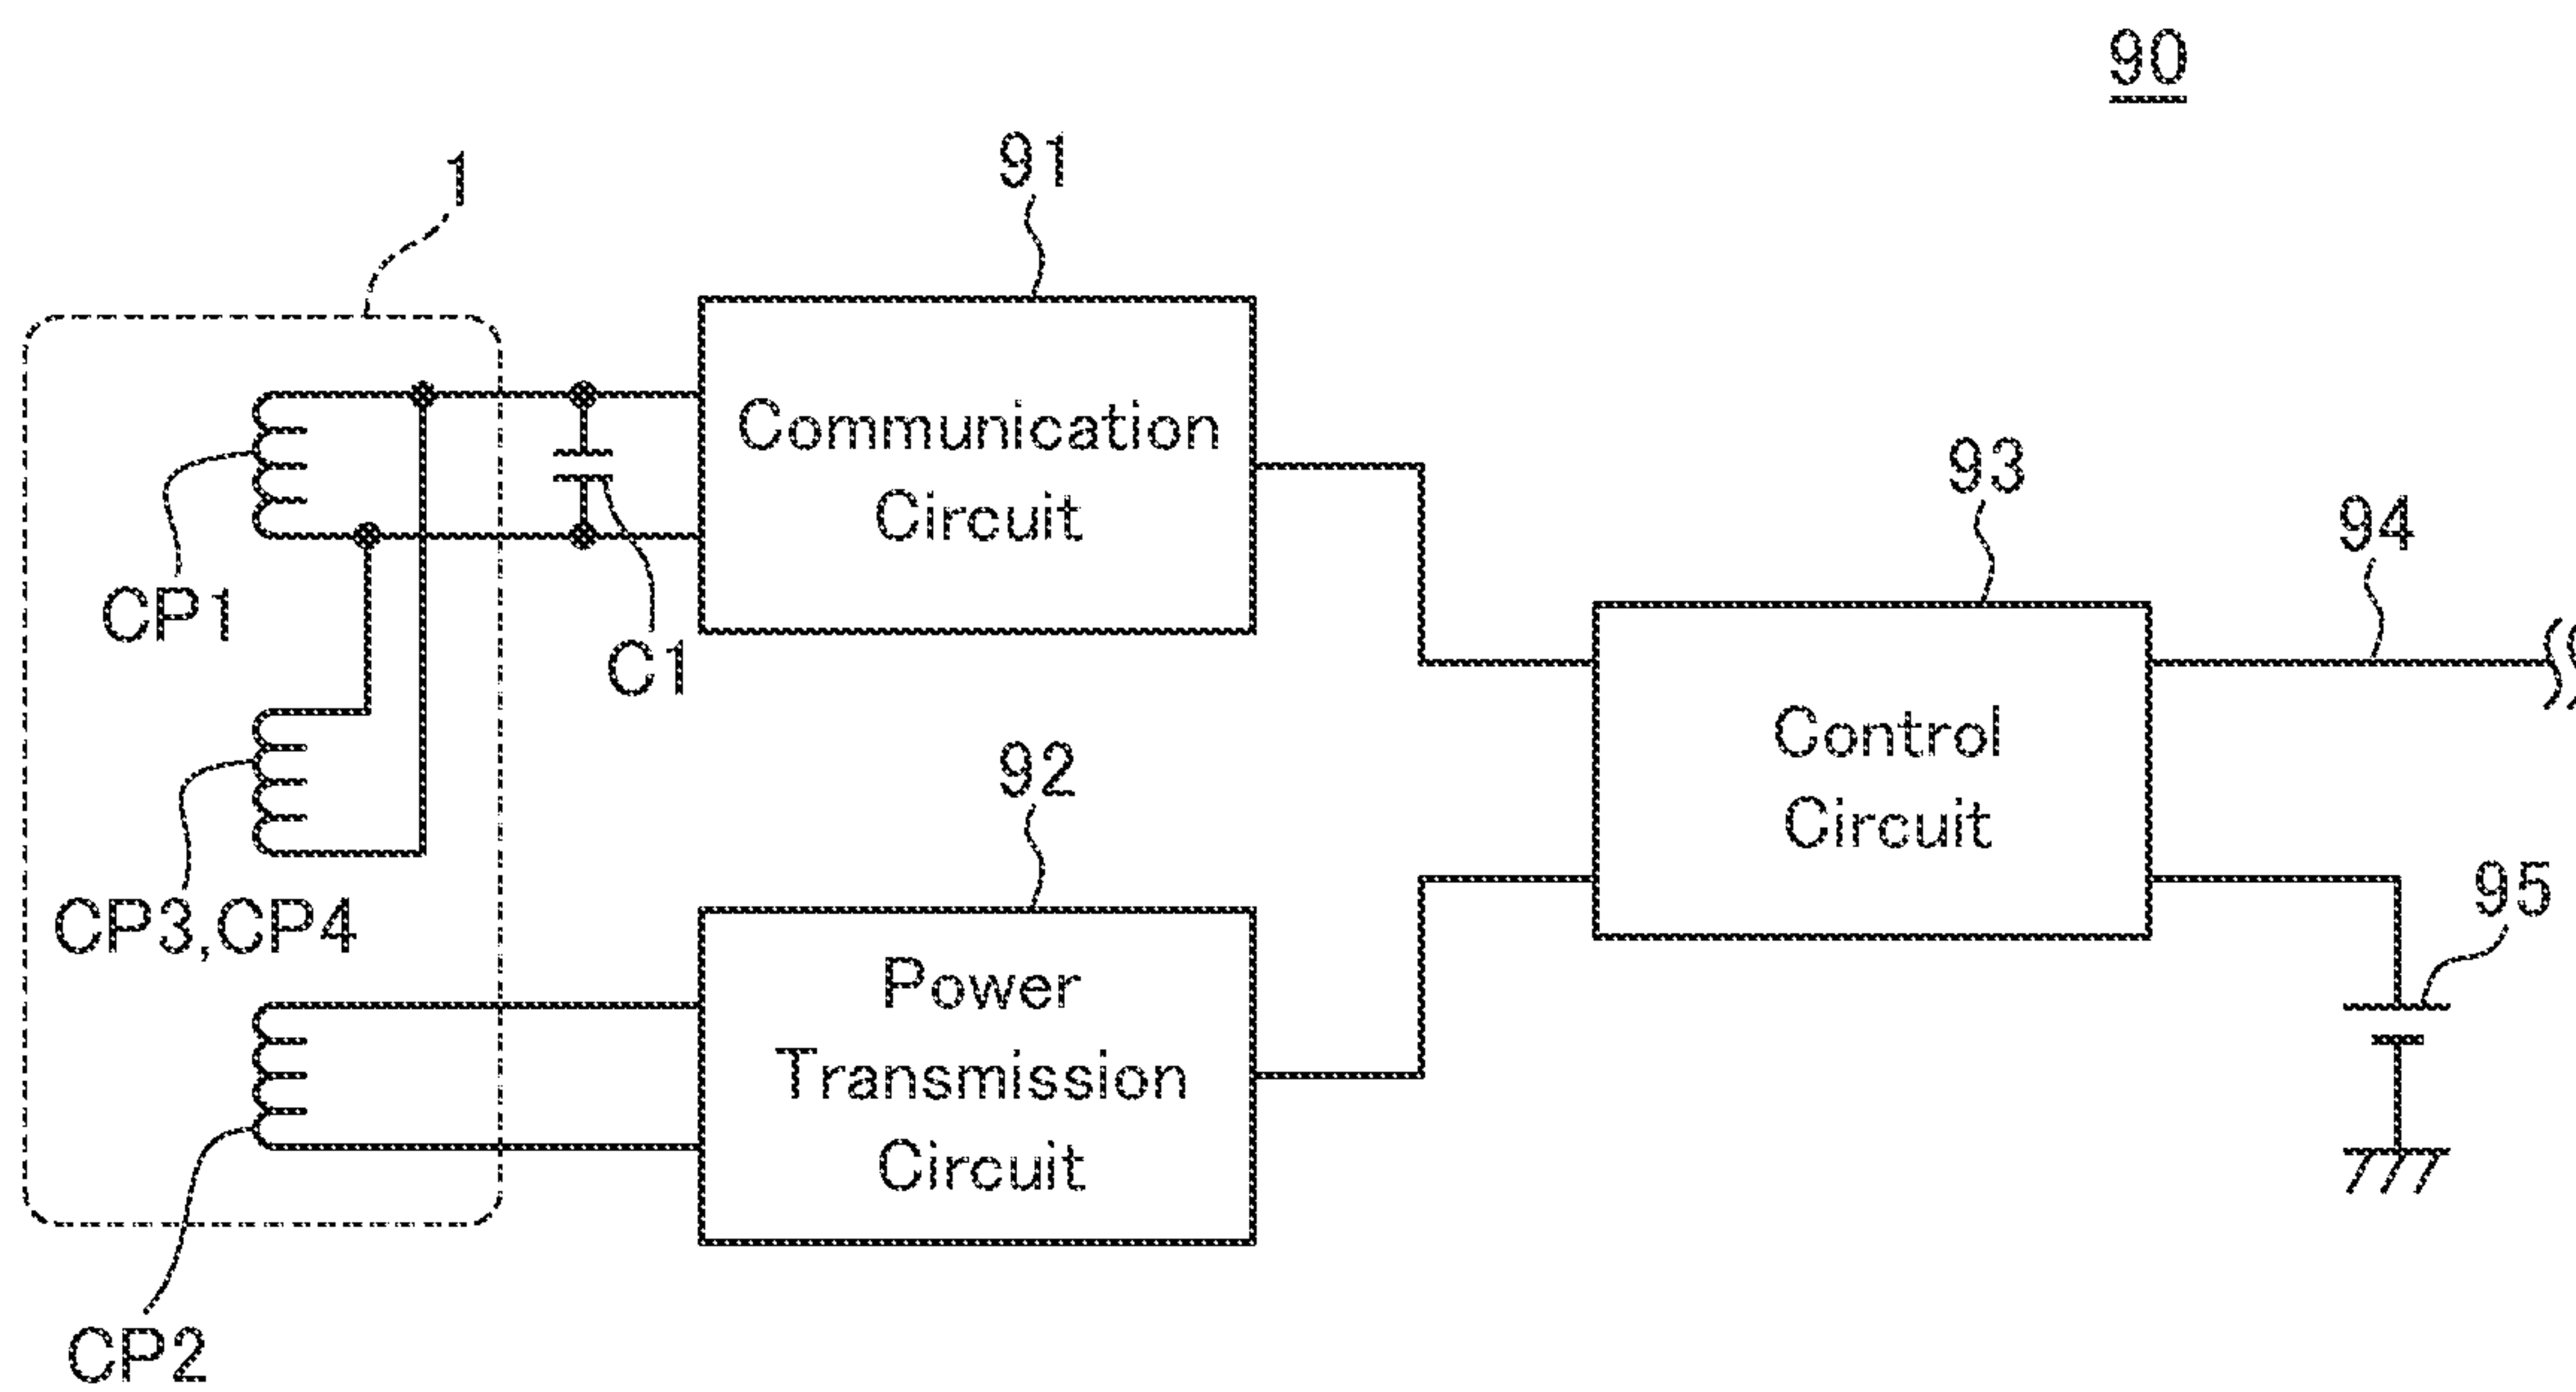 90
91
1
Communication
Circuit
93
94
CP1
C1
Control
Circuit
92
95
CP3,CP4
Power
Transmission
Circuit
CP2